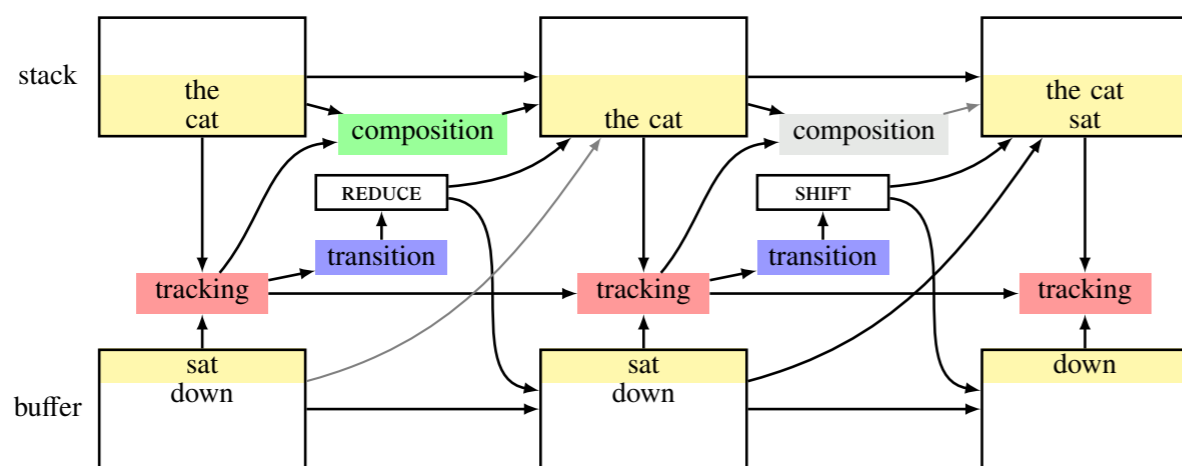 stack
the
cat
the cat
the cat
sat
composition
composition
REDUCE
SHIFT
transition
transition
tracking
tracking
tracking
buffer
sat
down
sat
down
down